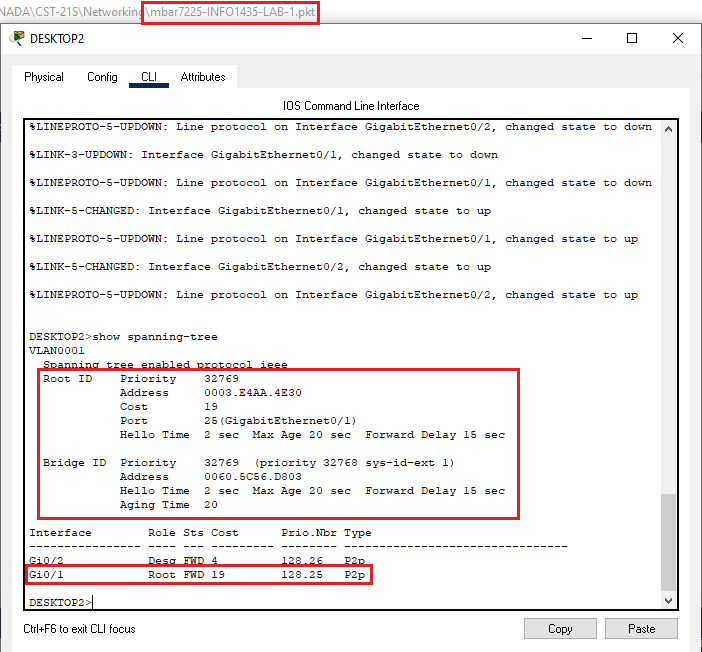 NADA\CST-21S\Networking\mbar7225-INFO1435-LAB-1.pkt
DESKTOP2
Physical Config CLI Attributes
IOS Command Line Interface
%LINEPROTO-5-UPDOWN: Line protocol on Interface GigabitEthernet0/2, changed state to down
%LINK-3-UPDOWN: Interface GigabitEthernet0/1, changed state to down
%LINEPROTO-5-UPDOWN: Line protocol on Interface GigabitEthernet0/1, changed state to down
%LINK-5-CHANGED: Interface GigabitEthernet0/1, changed state to up
%LINEPROTO-5-UPDOWN: Line protocol on Interface GigabitEthernet0/1, changed state to up
%LINK-5-CHANGED: Interface GigabitEthernet0/2, changed state to up
%LINEPROTO-5-UPDOWN: Line protocol on Interface GigabitEthernet0/2, changed state to up
DESKTOP2>show spanning-tree
VLAN0001
Spanning tree enabled protocol ieee
Root ID Priority 32769
Address 0003.E4AA.4E30
Cost 19
Port 25(GigabitEthernet0/1)
Hello Time 2 sec Max Age 20 sec Forward Delay 15 sec
Bridge ID Priority 32769 (priority 32768 sys-id-ext 1)
Address 0060.5C56.D803
Hello Time 2 sec Max Age 20 sec Forward Delay 15 sec
Aging Time 20
Interface Role Sts Cost Prio.Nbr Type
---------------- ---- --- --------- -------- --------------------------------
Gi0/2 Desg FWD 4 128.26 P2p
Gi0/1 Root FWD 19 128.25 P2p
DESKTOP2>
Ctrl+F6 to exit CLI focus
Copy Paste